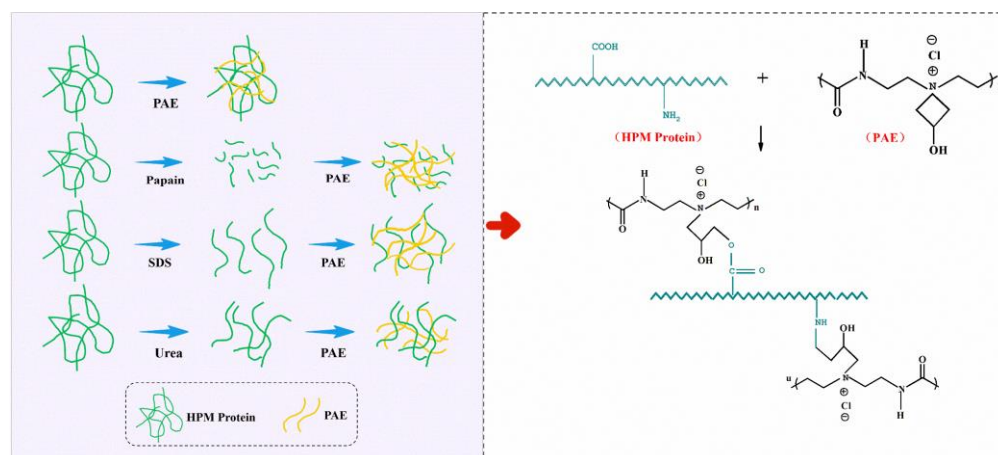 PAE
Papain
PAE
SDS
PAE
Urea
PAE
HPM Protein
PAE
COOH
NH₂
(HPM Protein)
+
H
N
O
Cl
⊖
⊕
N
OH
(PAE)
H
N
O
Cl
⊖
⊕
N
n
OH
O
C
O
NH
OH
n
N
⊕
Cl
⊖
N
H
O